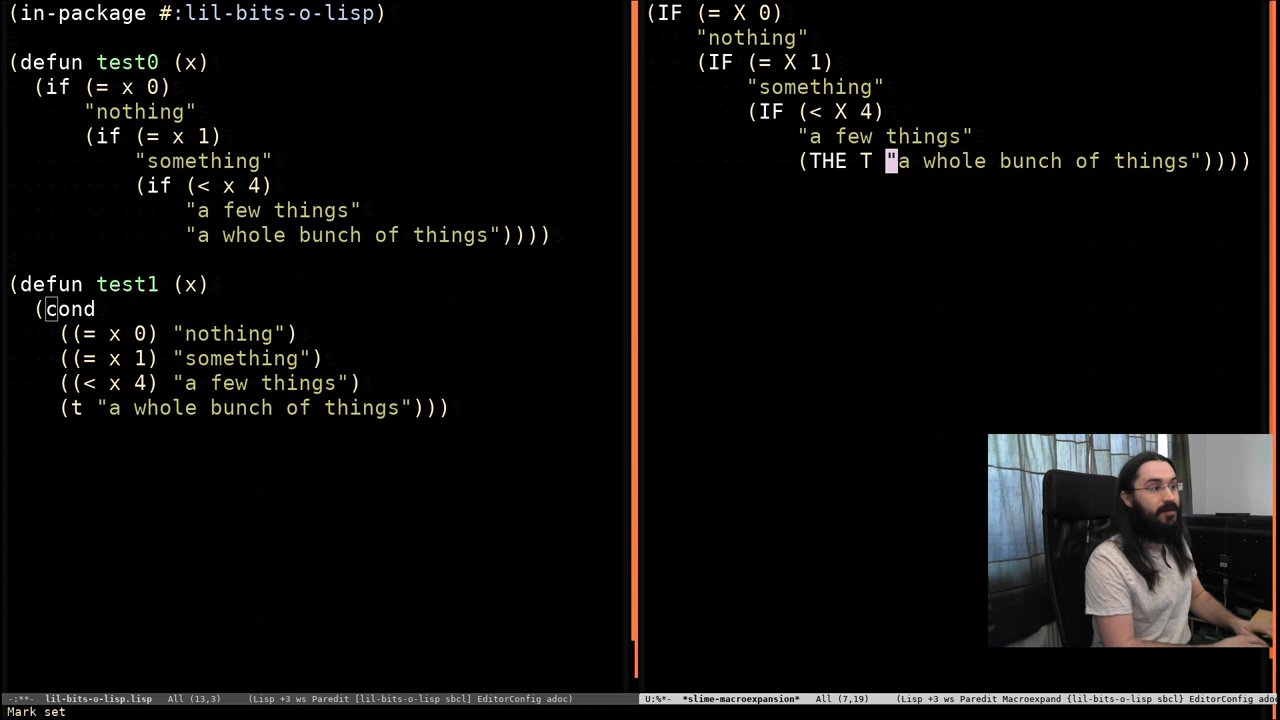 (in-package #:lil-bits-o-lisp)
(defun test0 (x)
(if (= x 0)
"nothing"
(if (= x 1)
"something"
(if (< x 4)
"a few things"
"a whole bunch of things"))))
(defun test1 (x)
(cond
((= x 0) "nothing")
((= x 1) "something")
((< x 4) "a few things")
(t "a whole bunch of things")))
-:**- lil-bits-o-lisp.lisp All (13,3) (Lisp +3 ws Paredit [lil-bits-o-lisp sbcl] EditorConfig adoc)
(IF (= X 0)
"nothing"
(IF (= X 1)
"something"
(IF (< X 4)
"a few things"
(THE T "a whole bunch of things"))))
U:%*- *slime-macroexpansion* All (7,19) (Lisp +3 ws Paredit Macroexpand {lil-bits-o-lisp sbcl} EditorConfig ado
Mark set